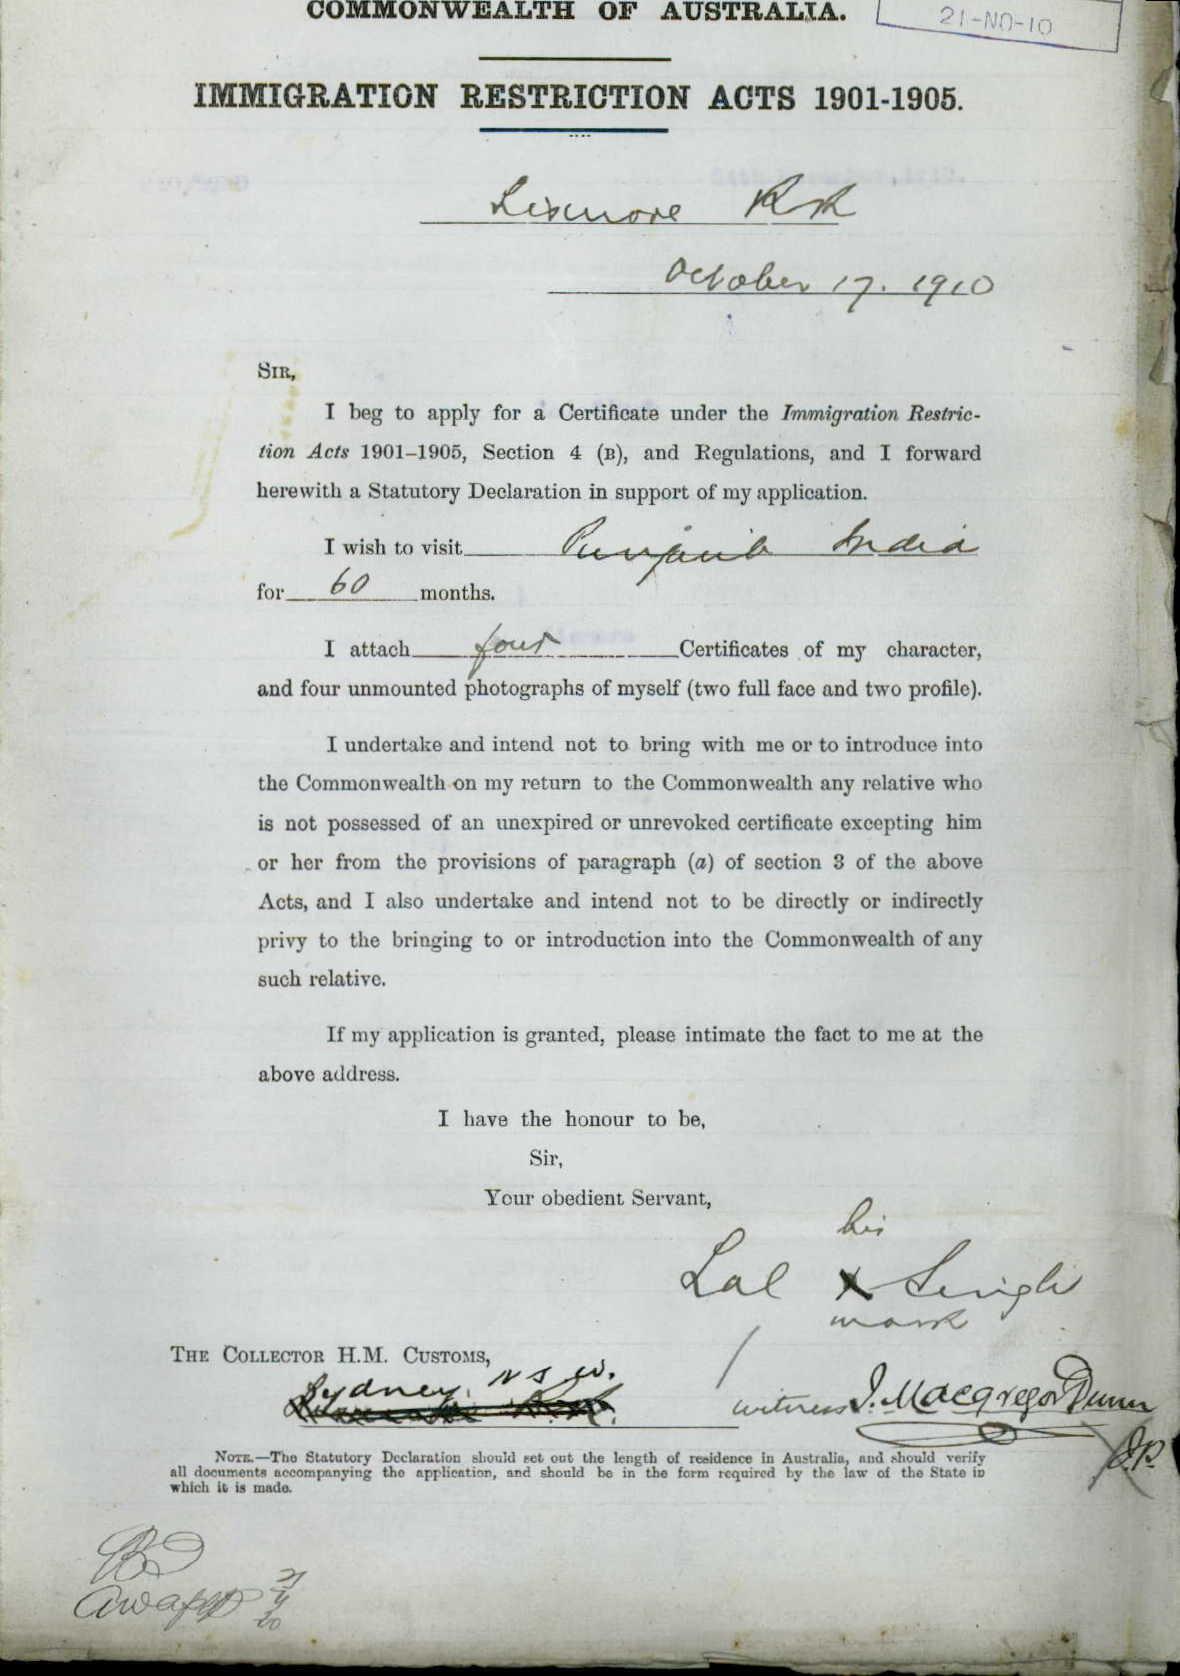 COMMONWEALTH OF AUSTRALIA.
21-NO-10
IMMIGRATION RESTRICTION ACTS 1901-1905.
Lismore RR
October 17. 1910
SIR,
I beg to apply for a Certificate under the Immigration Restric-
tion Acts 1901-1905, Section 4 (B), and Regulations, and I forward
herewith a Statutory Declaration in support of my application.
I wish to visit Punjaub India
for 60 months.
I attach four Certificates of my character,
and four unmounted photographs of myself (two full face and two profile).
I undertake and intend not to bring with me or to introduce into
the Commonwealth on my return to the Commonwealth any relative who
is not possessed of an unexpired or unrevoked certificate excepting him
or her from the provisions of paragraph (a) of section 3 of the above
Acts, and I also undertake and intend not to be directly or indirectly
privy to the bringing to or introduction into the Commonwealth of any
such relative.
If my application is granted, please intimate the fact to me at the
above address.
I have the honour to be,
Sir,
Your obedient Servant,
his
Lal X Singh
mark
THE COLLECTOR H.M. CUSTOMS,
Sydney. N S W.
witness J. Macgregor Dunn
J.P.
NOTE.—The Statutory Declaration should set out the length of residence in Australia, and should verify
all documents accompanying the application, and should be in the form required by the law of the State in
which it is made.